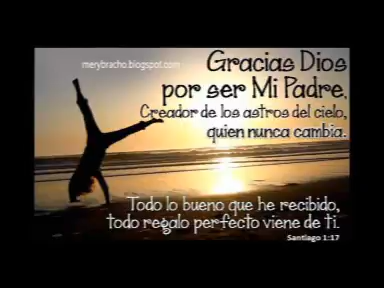 merybracho.blogspot.com
Gracias Dios
por ser Mi Padre,
Creador de los astros del cielo,
quien nunca cambia.
Todo lo bueno que he recibido,
todo regalo perfecto viene de ti.
Santiago 1:17